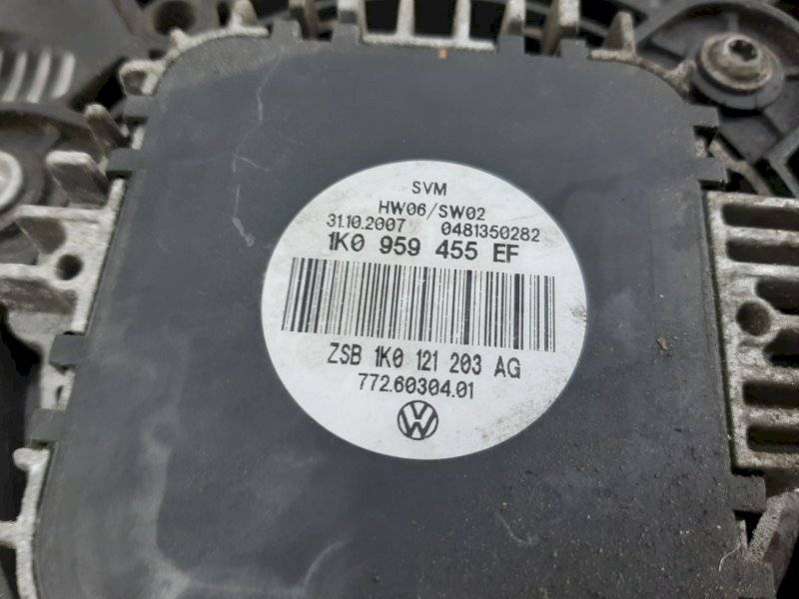 SVM
HW06/SW02
31.10.2007 0481350282
1K0 959 455 EF
ZSB 1K0 121 203 AG
772.60304.01